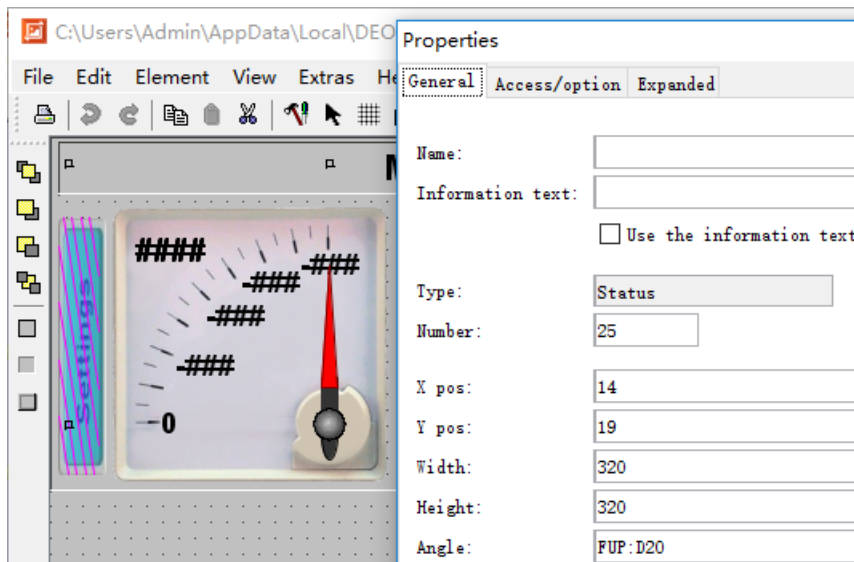 C:\Users\Admin\AppData\Local\DEO
File Edit Element View Extras He
Settings
####
-###
-###
-###
-###
0
Properties
General Access/option Expanded
Name:
Information text:
Use the information text
Type: Status
Number: 25
X pos: 14
Y pos: 19
Width: 320
Height: 320
Angle: FUP:D20